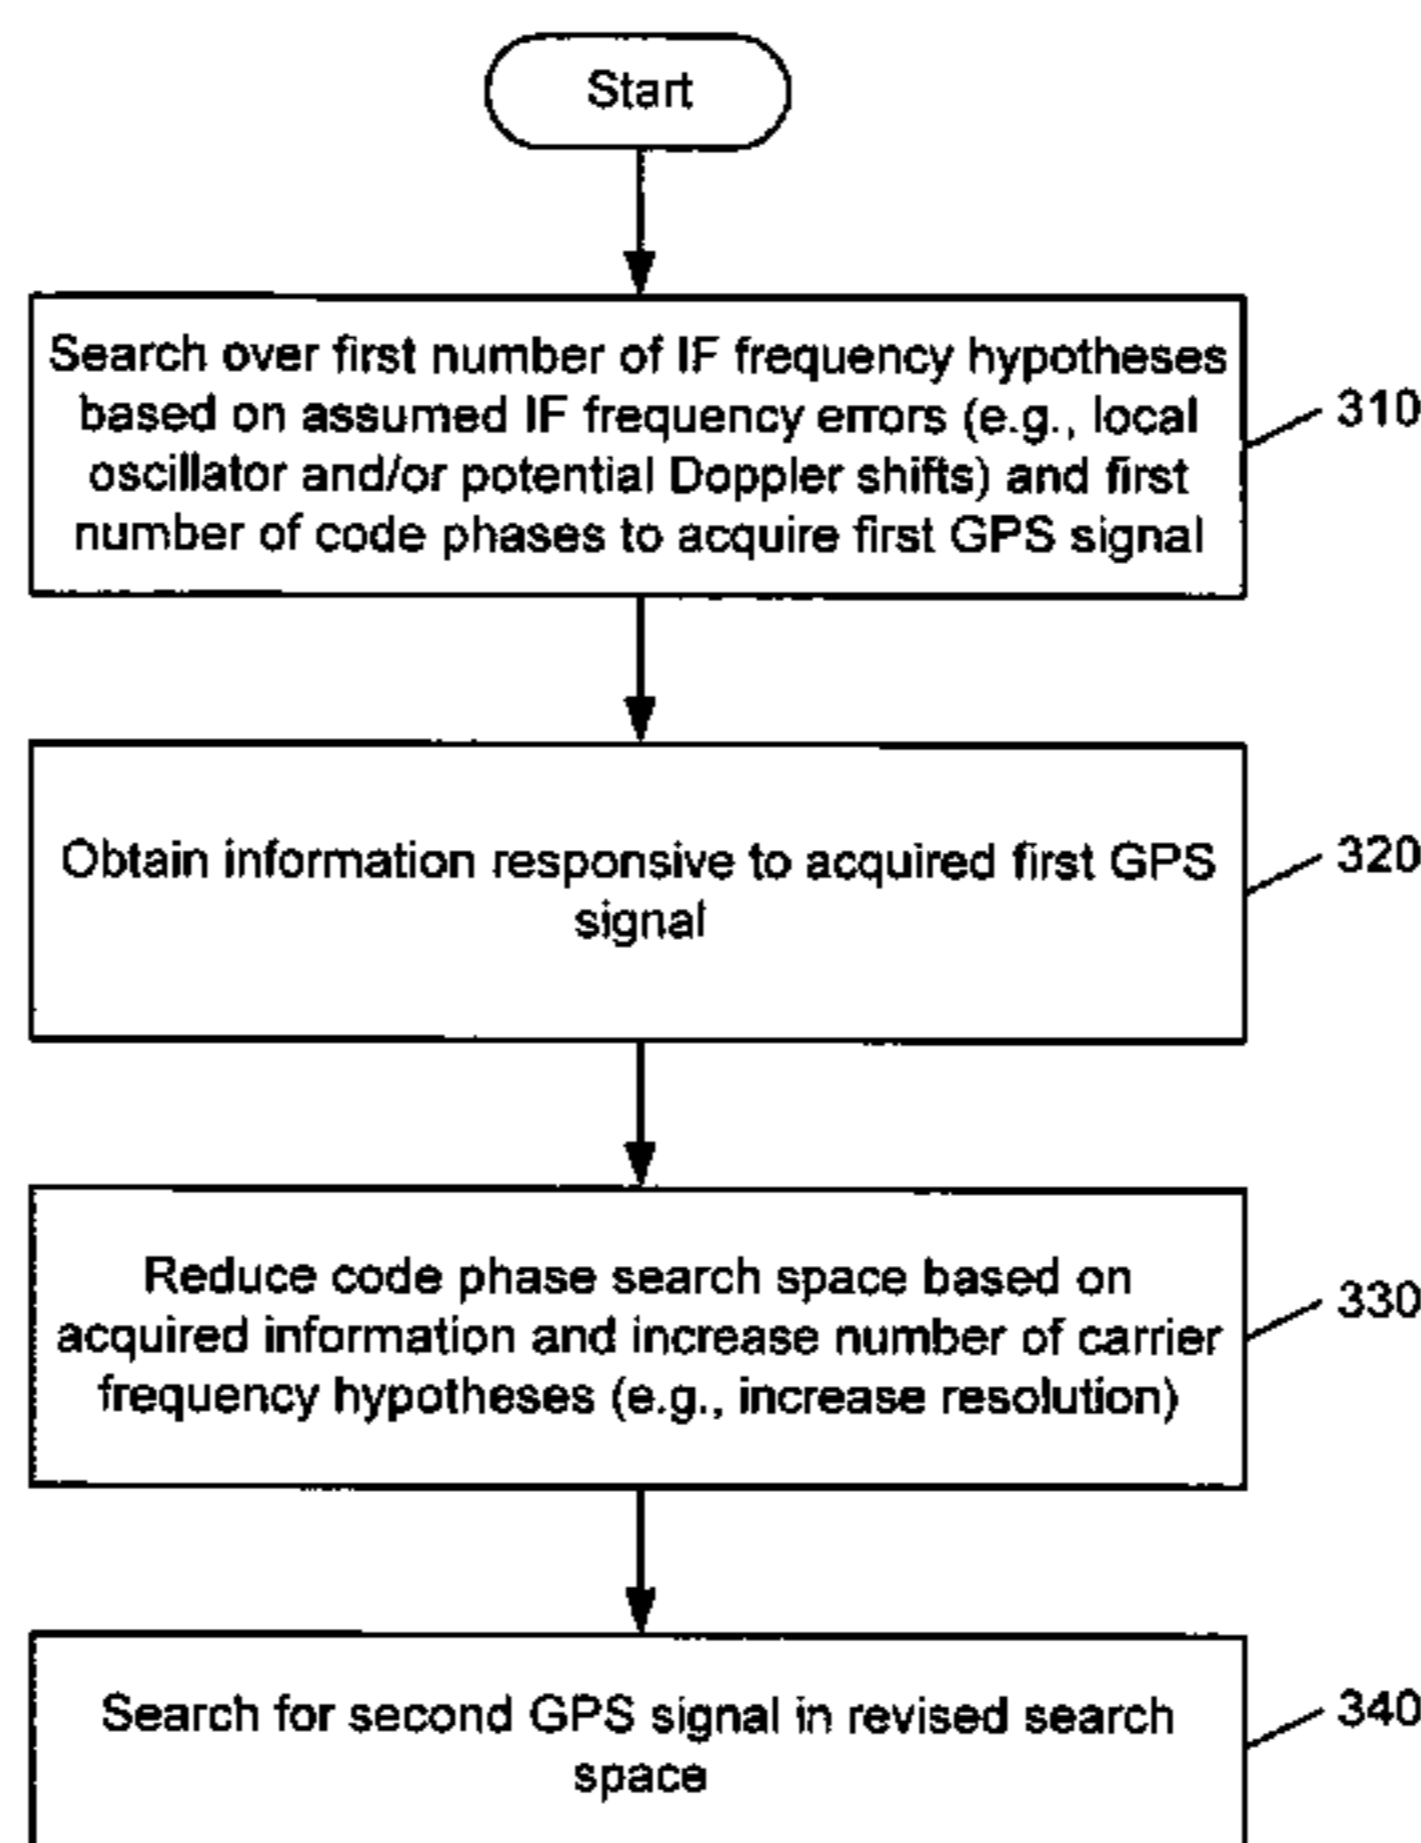 Start
Search over first number of IF frequency hypotheses
based on assumed IF frequency errors (e.g., local
oscillator and/or potential Doppler shifts) and first
number of code phases to acquire first GPS signal
310
Obtain information responsive to acquired first GPS
signal
320
Reduce code phase search space based on
acquired information and increase number of carrier
frequency hypotheses (e.g., increase resolution)
330
Search for second GPS signal in revised search
space
340